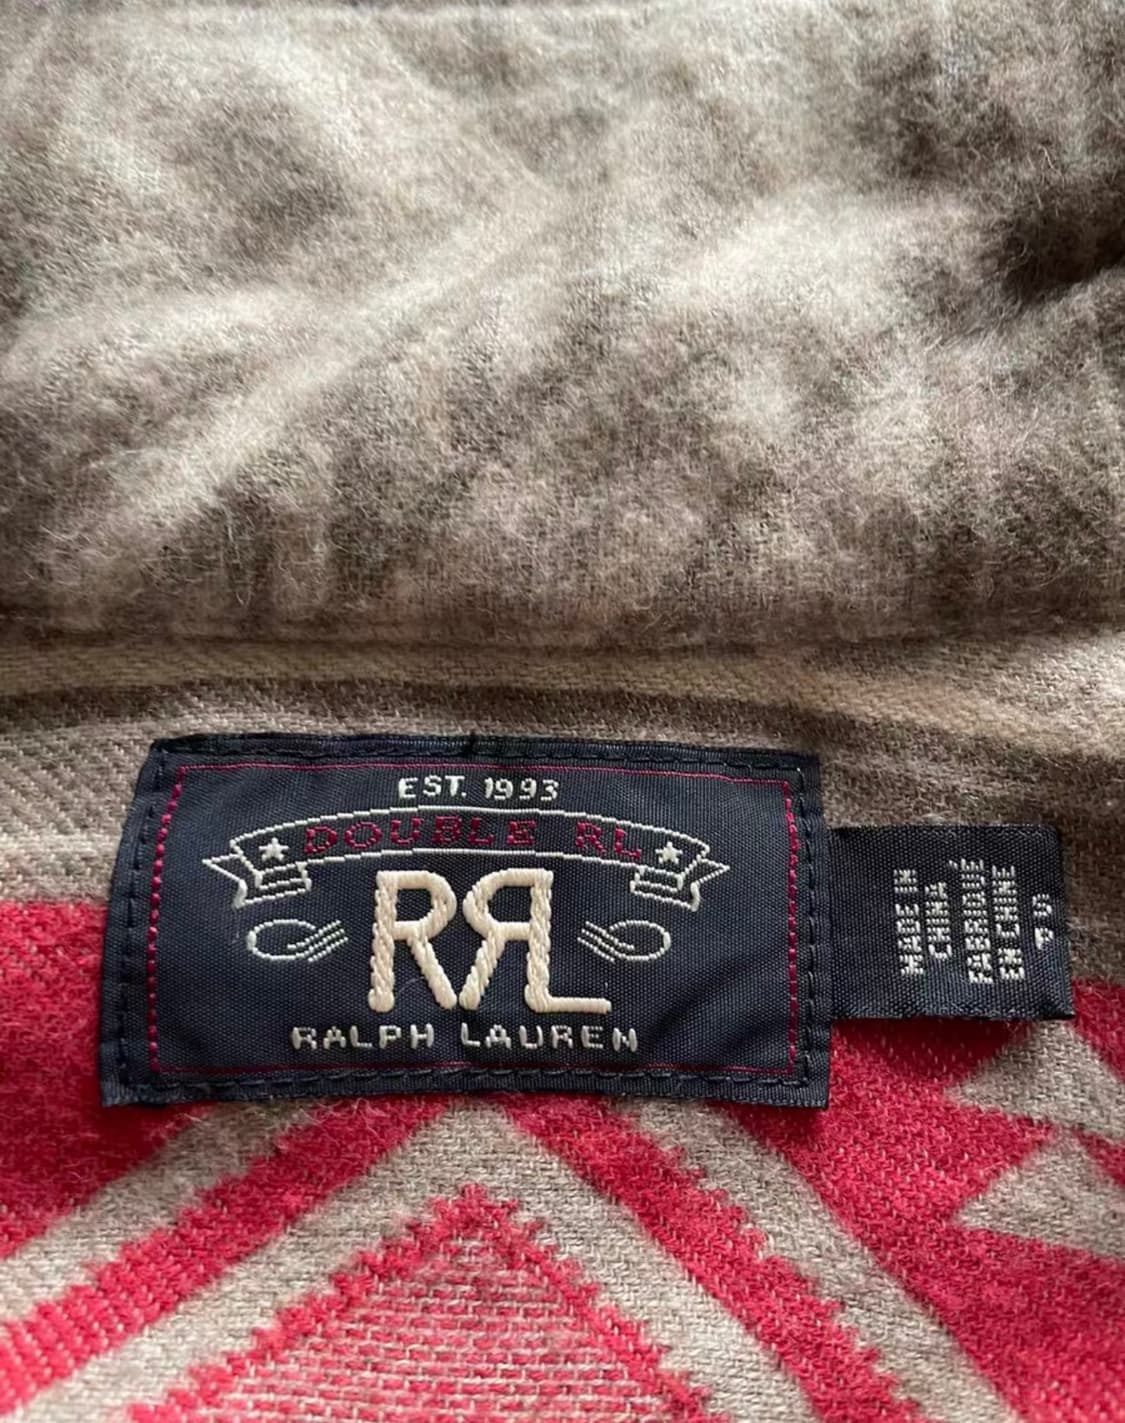 EST. 1993
DOUBLE RL
RRL
RALPH LAUREN
MADE IN
CHINA
FABRIQUÉ
EN CHINE